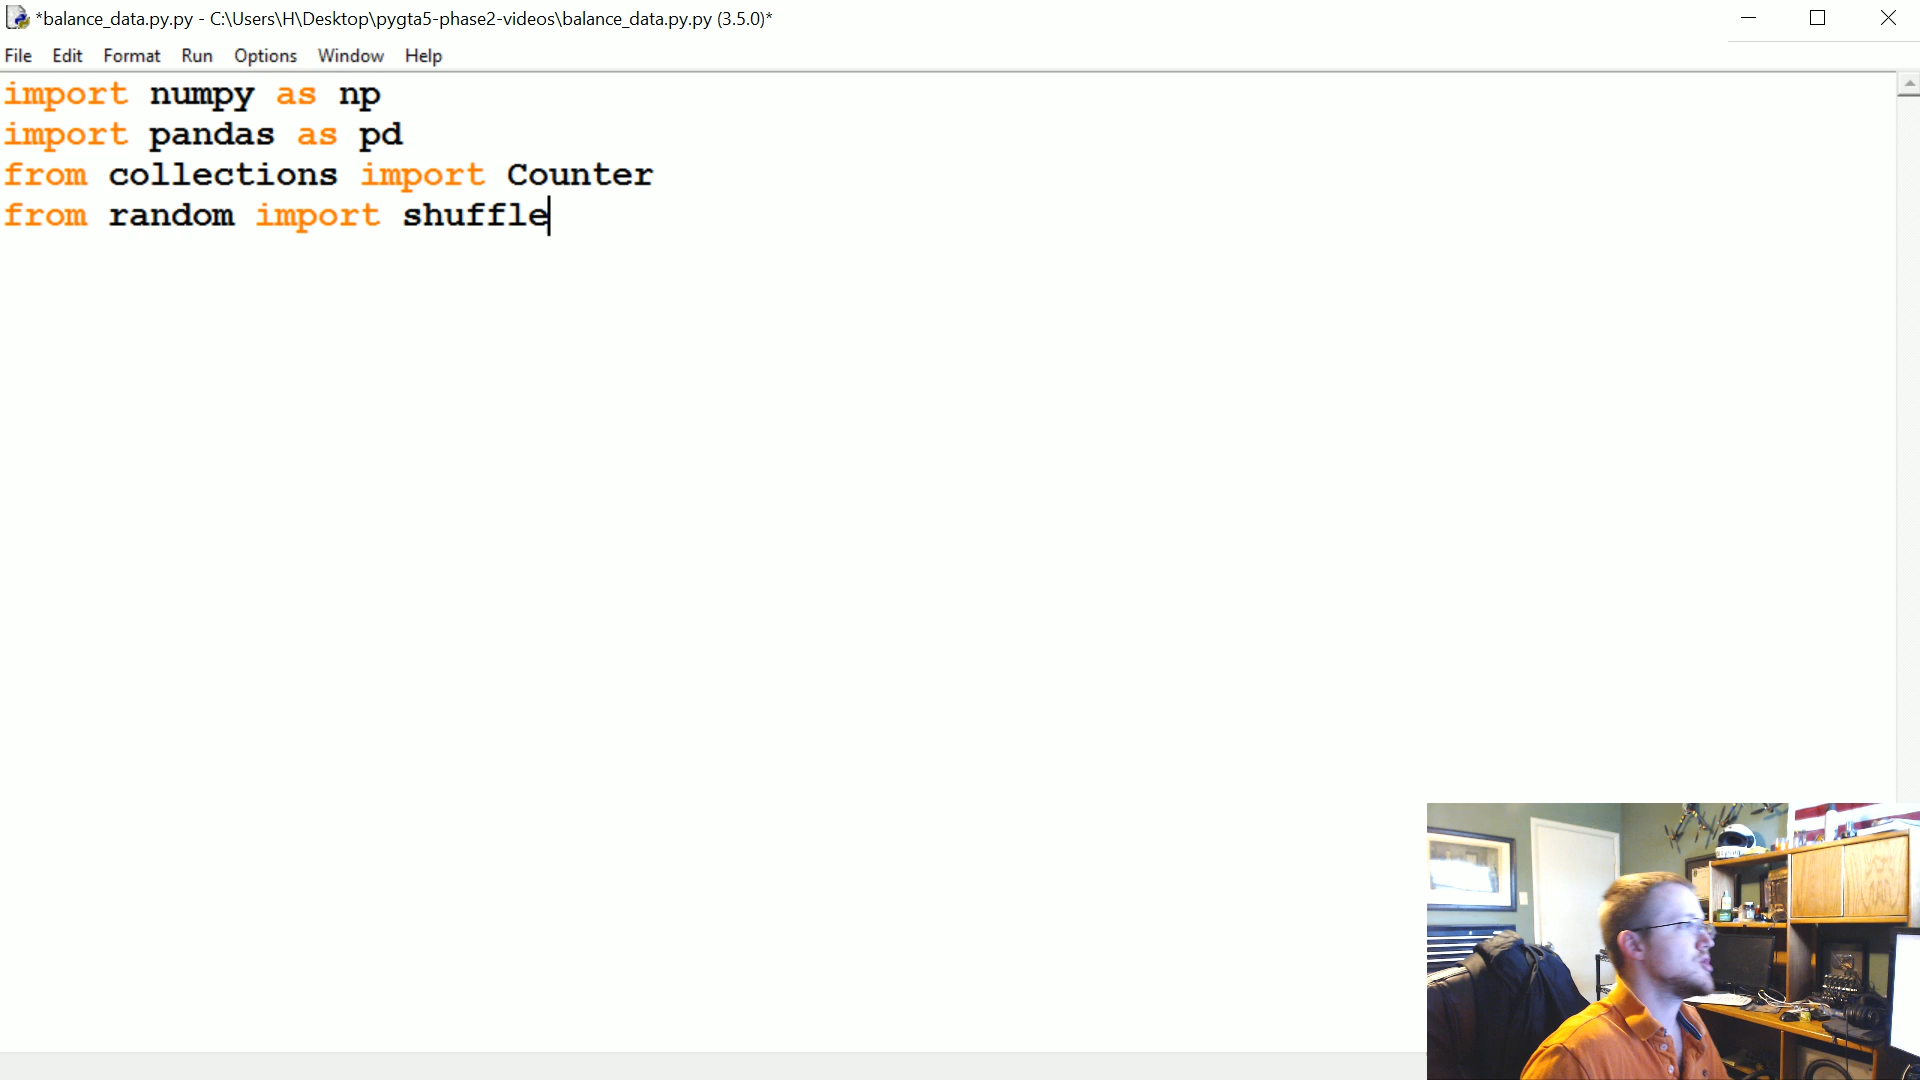 *balance_data.py.py - C:\Users\H\Desktop\pygta5-phase2-videos\balance_data.py.py (3.5.0)*
File Edit Format Run Options Window Help
import numpy as np
import pandas as pd
from collections import Counter
from random import shuffle